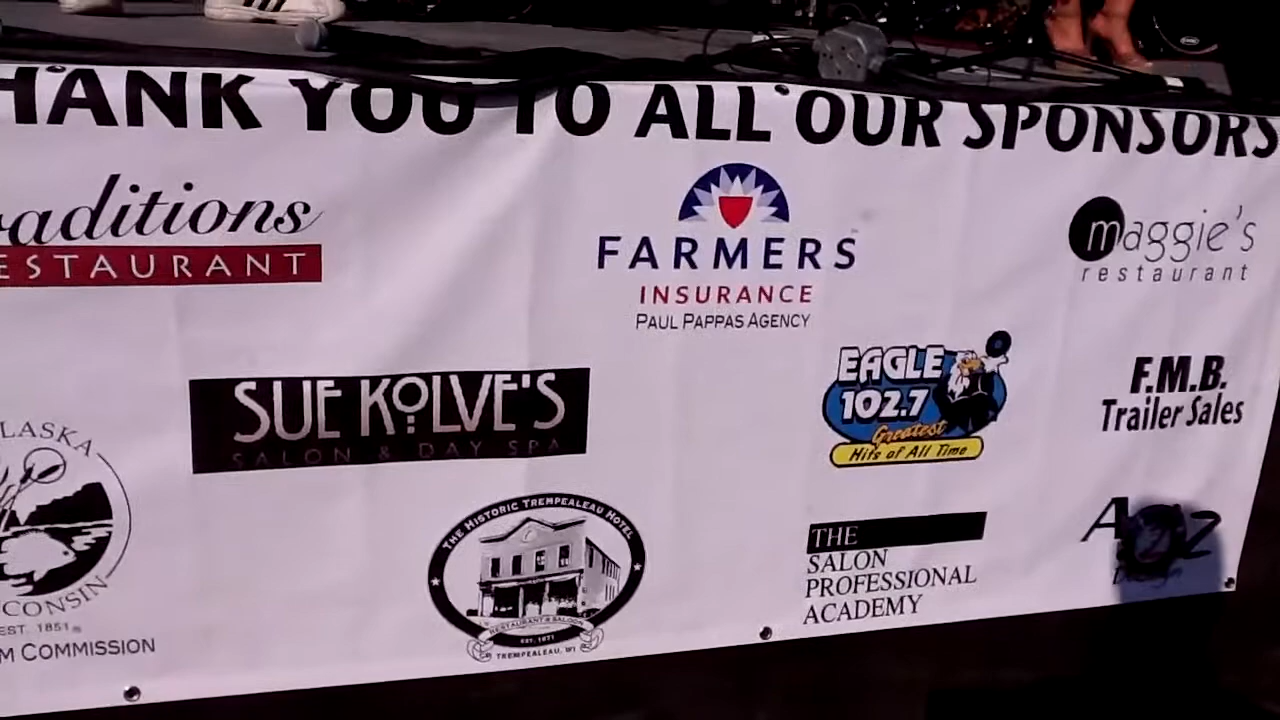 HANK YOU TO ALL OUR SPONSORS
aditions
ESTAURANT
FARMERS
INSURANCE
PAUL PAPPAS AGENCY
maggie's
restaurant
SUE KOLVE'S
SALON & DAY SPA
EAGLE
102.7
Greatest
Hits of All Time
F.M.B.
Trailer Sales
LASKA
CONSIN
EST. 1851
M COMMISSION
THE HISTORIC TREMPEALEAU HOTEL
RESTAURANT & SALOON
EST. 1871
TREMPEALEAU, WI
THE
SALON
PROFESSIONAL
ACADEMY